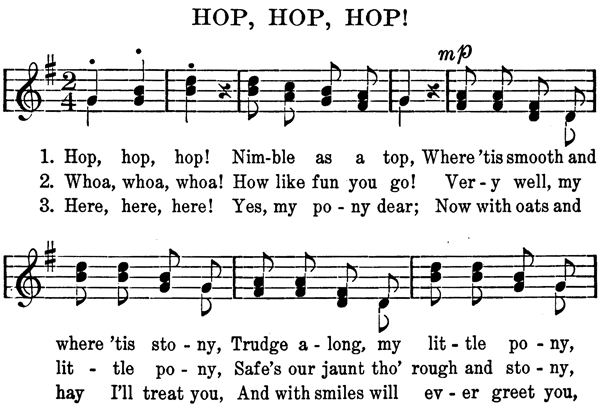 HOP, HOP, HOP!
2
4
mp
1. Hop, hop, hop! Nim-ble as a top, Where 'tis smooth and
2. Whoa, whoa, whoa! How like fun you go! Ver-y well, my
3. Here, here, here! Yes, my po-ny dear; Now with oats and
where 'tis sto-ny, Trudge a-long, my lit-tle po-ny,
lit-tle po-ny, Safe's our jaunt tho' rough and sto-ny,
hay I'll treat you, And with smiles will ev-er greet you,